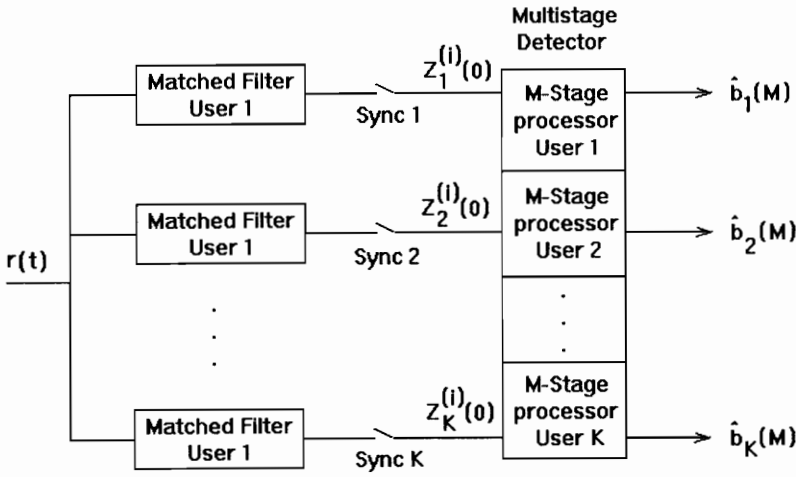 Multistage
Detector
Matched Filter
User 1
Sync 1
Z_1^(i)(0)
M-Stage
processor
User 1
b̂_1(M)
Matched Filter
User 1
Sync 2
Z_2^(i)(0)
M-Stage
processor
User 2
b̂_2(M)
r(t)
Matched Filter
User 1
Sync K
Z_K^(i)(0)
M-Stage
processor
User K
b̂_K(M)